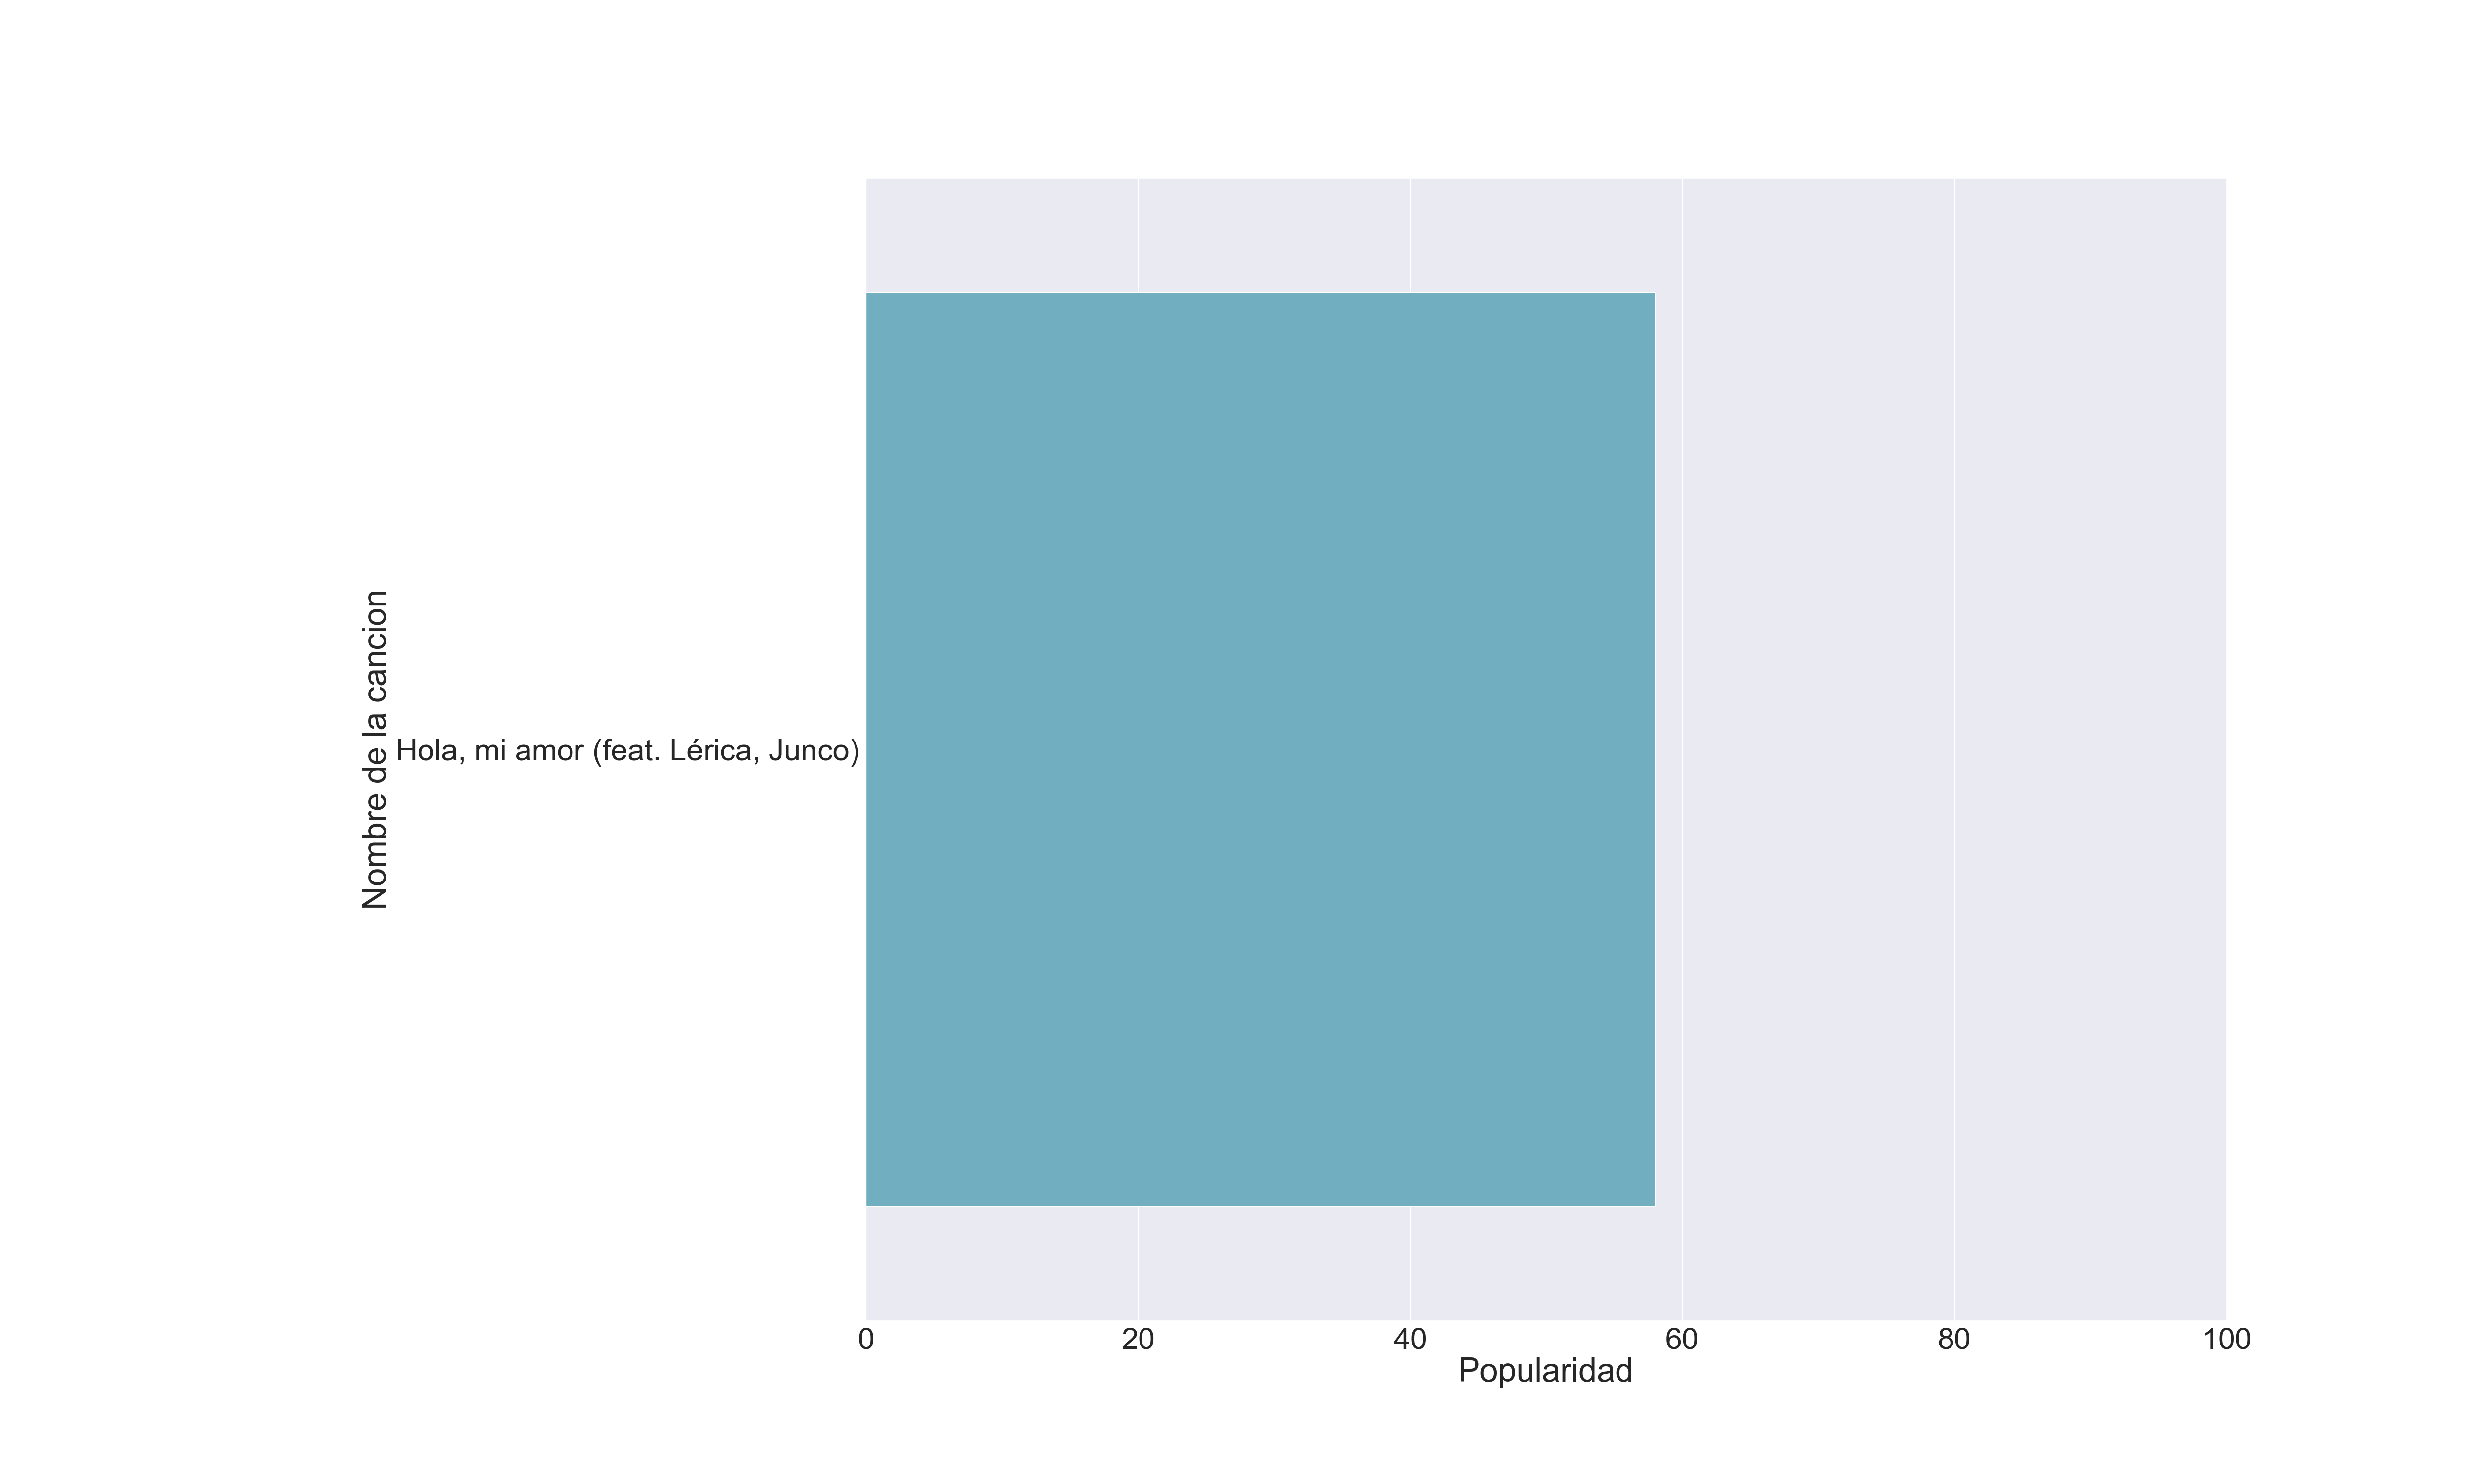 Nombre de la cancion
Hola, mi amor (feat. Lérica, Junco)
0 20 40 60 80 100
Popularidad